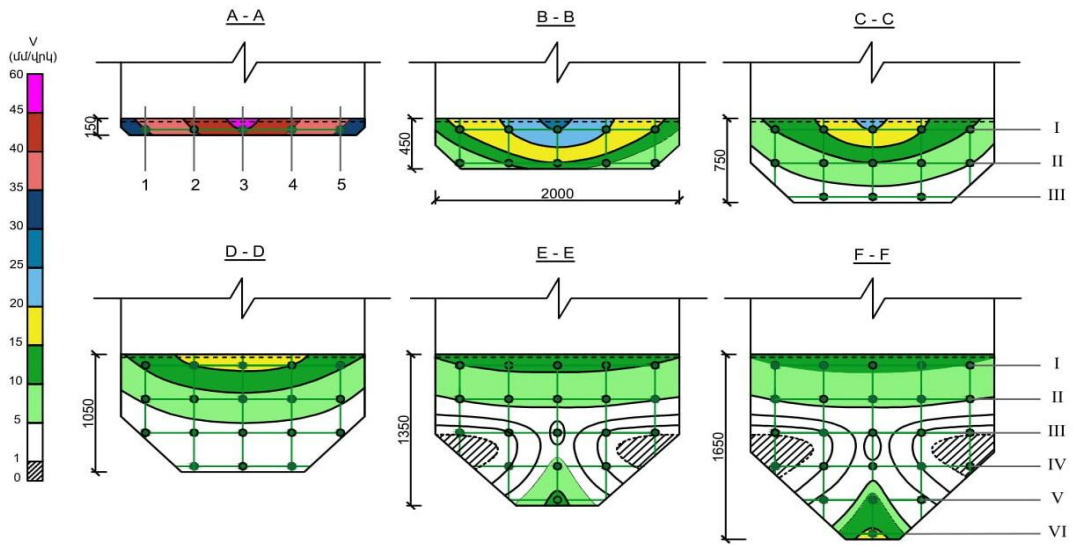 A - A
B - B
C - C
V
(մմ/վրկ)
60
45
40
35
30
25
20
15
10
5
1
0
150
1
2
3
4
5
450
2000
750
I
II
III
D - D
E - E
F - F
1050
1350
1650
I
II
III
IV
V
VI